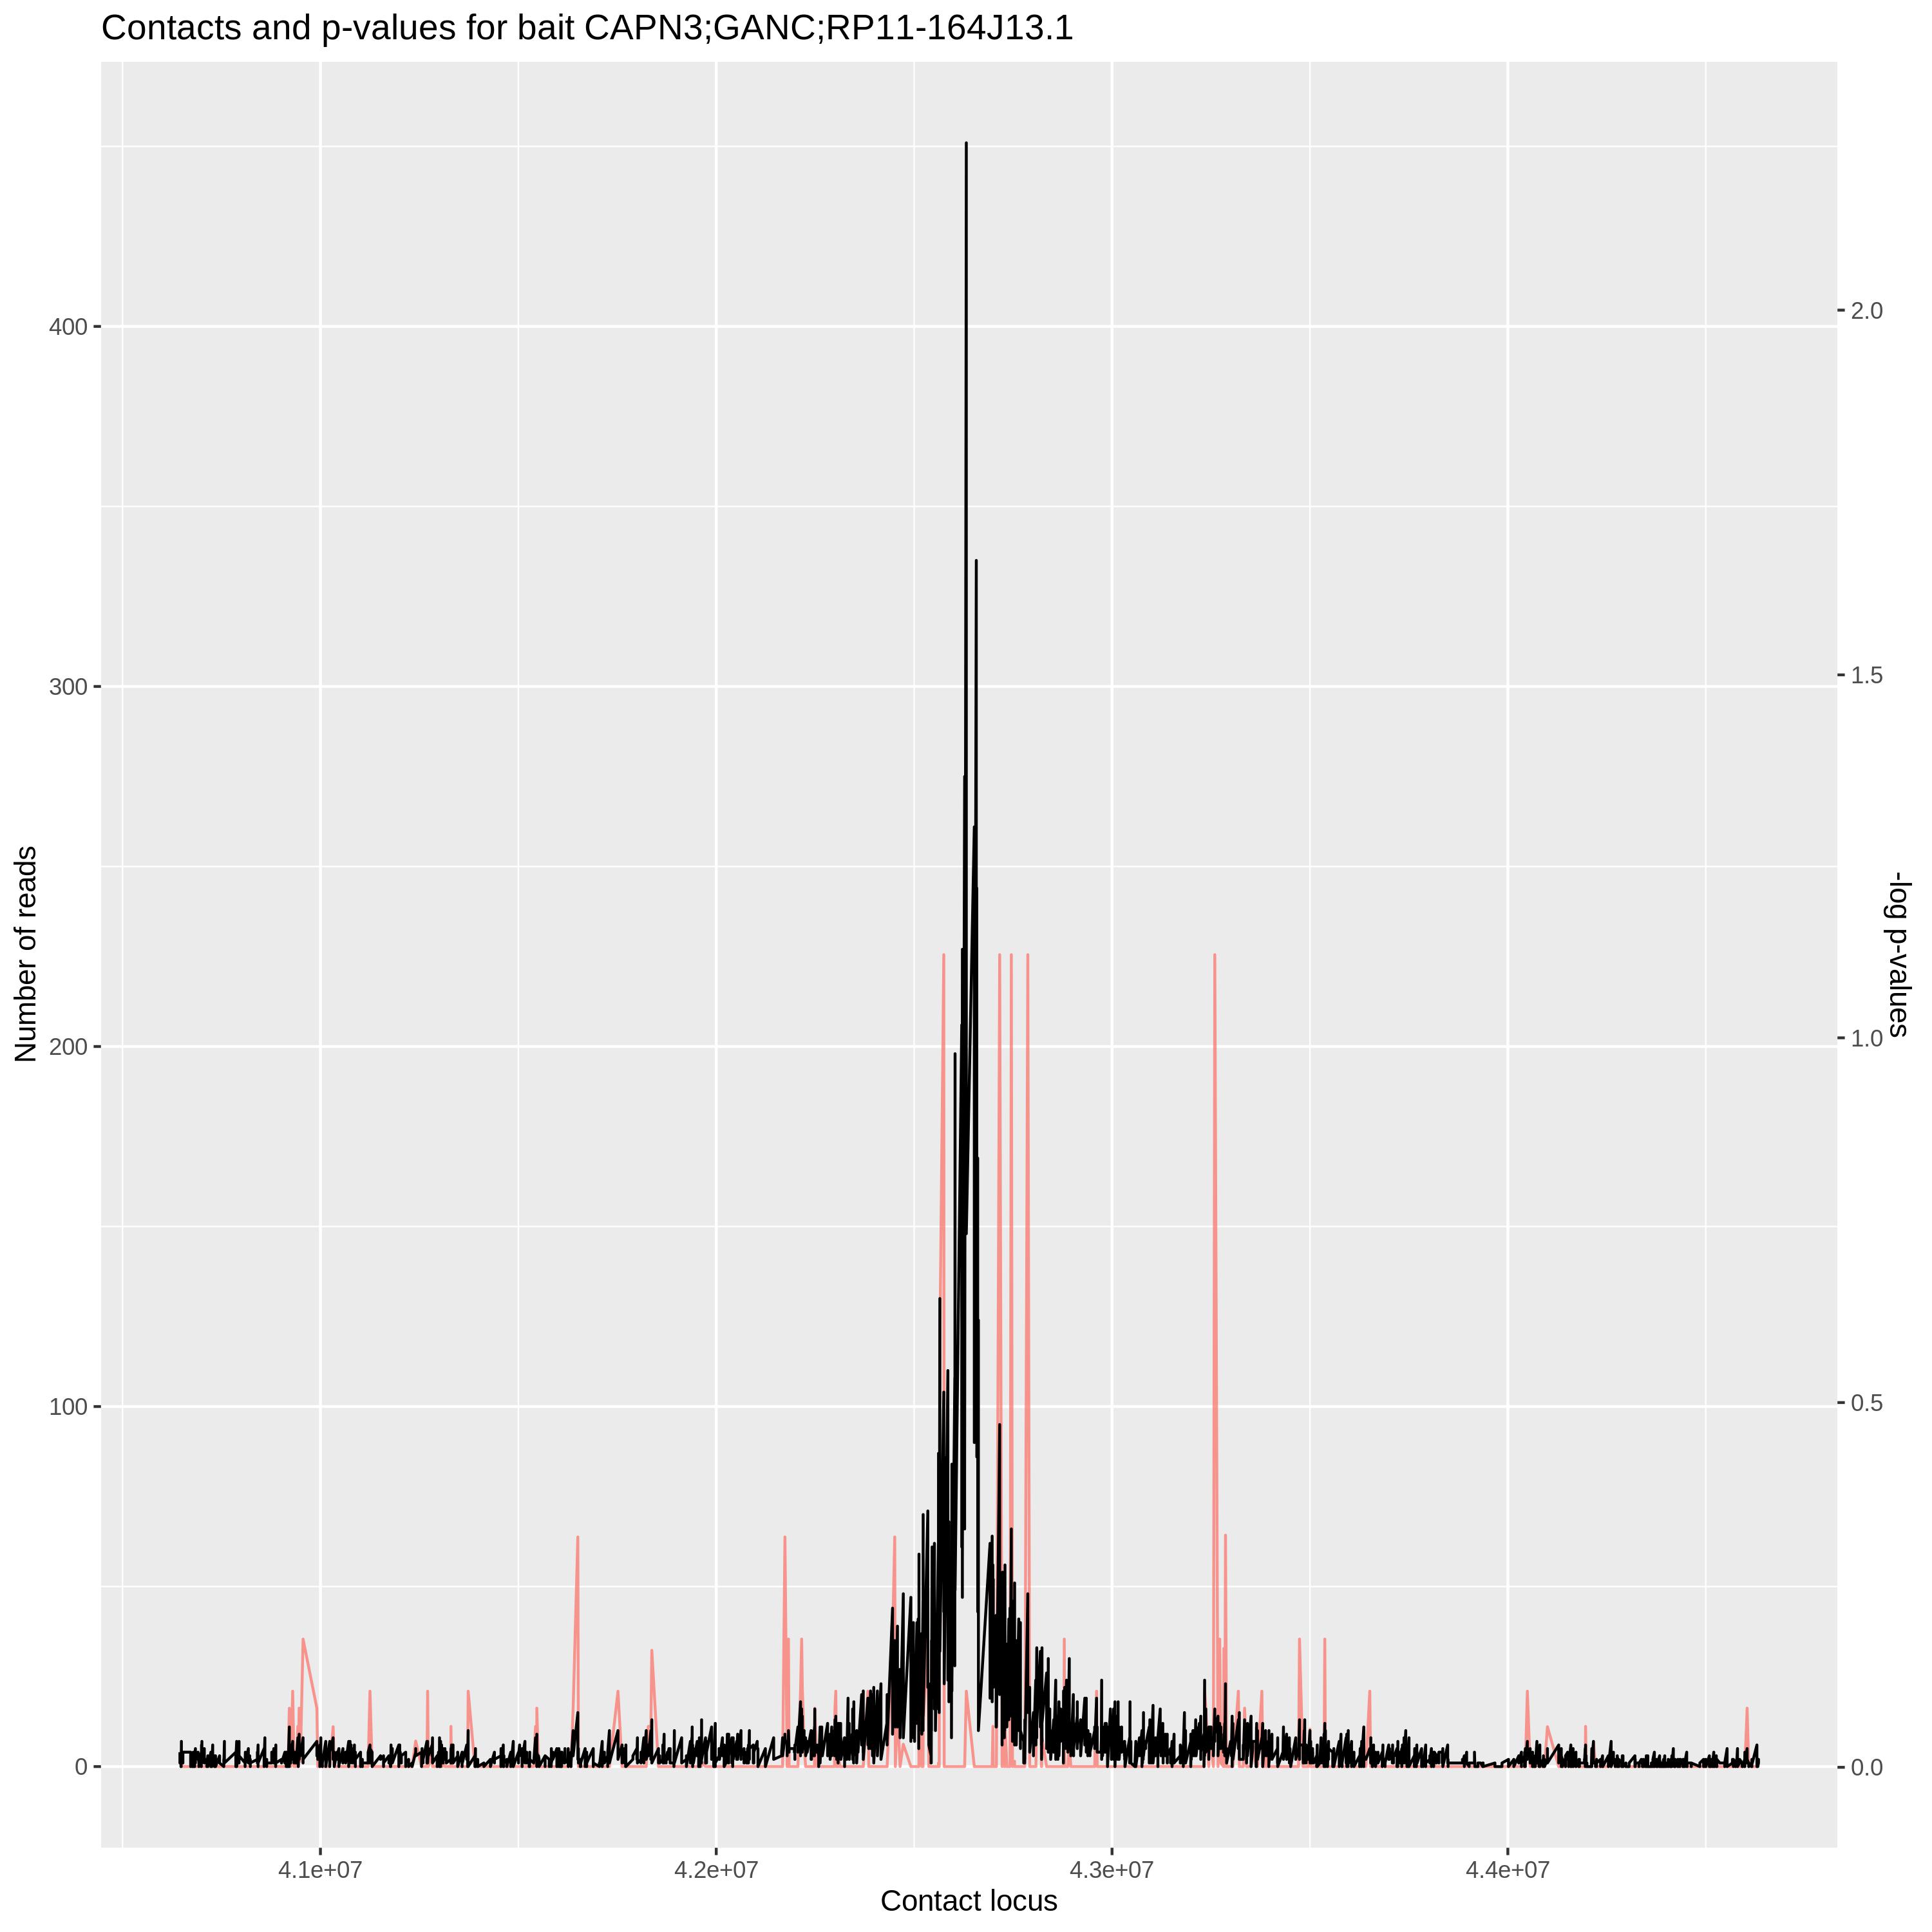 Contacts and p-values for bait CAPN3;GANC;RP11-164J13.1
Number of reads
400
300
200
100
0
2.0
1.5
1.0
0.5
0.0
-log p-values
4.1e+07
4.2e+07
4.3e+07
4.4e+07
Contact locus